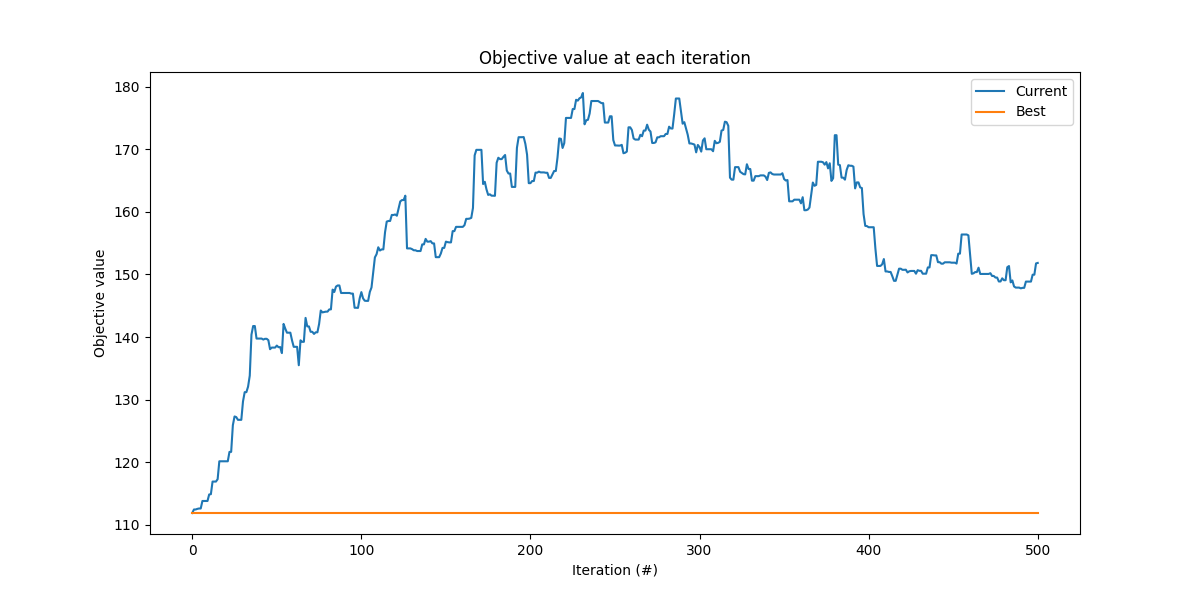 Objective value at each iteration
Current
Best
Objective value
180
170
160
150
140
130
120
110
0
100
200
300
400
500
Iteration (#)